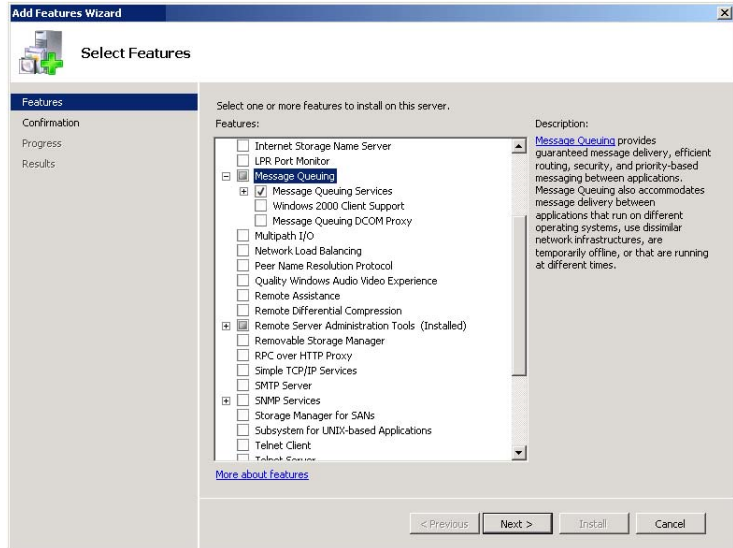 Add Features Wizard
Select Features
Features
Confirmation
Progress
Results
Select one or more features to install on this server.
Features:
Internet Storage Name Server
LPR Port Monitor
Message Queuing
Message Queuing Services
Windows 2000 Client Support
Message Queuing DCOM Proxy
Multipath I/O
Network Load Balancing
Peer Name Resolution Protocol
Quality Windows Audio Video Experience
Remote Assistance
Remote Differential Compression
Remote Server Administration Tools (Installed)
Removable Storage Manager
RPC over HTTP Proxy
Simple TCP/IP Services
SMTP Server
SNMP Services
Storage Manager for SANs
Subsystem for UNIX-based Applications
Telnet Client
Telnet Server
More about features
Description:
Message Queuing provides
guaranteed message delivery, efficient
routing, security, and priority-based
messaging between applications.
Message Queuing also accommodates
message delivery between
applications that run on different
operating systems, use dissimilar
network infrastructures, are
temporarily offline, or that are running
at different times.
< Previous
Next >
Install
Cancel